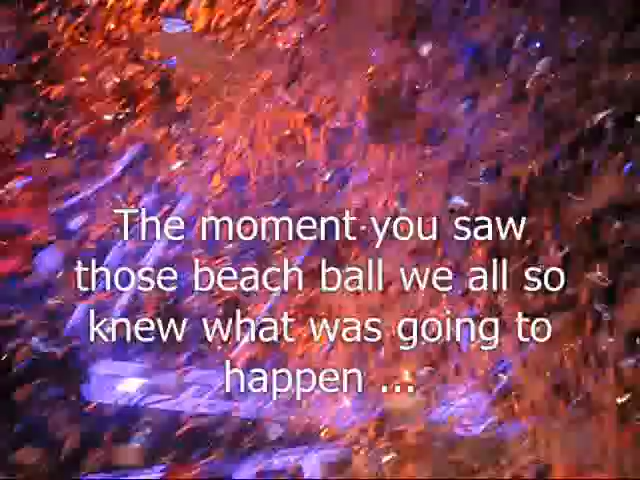 The moment you saw
those beach ball we all so
knew what was going to
happen ...